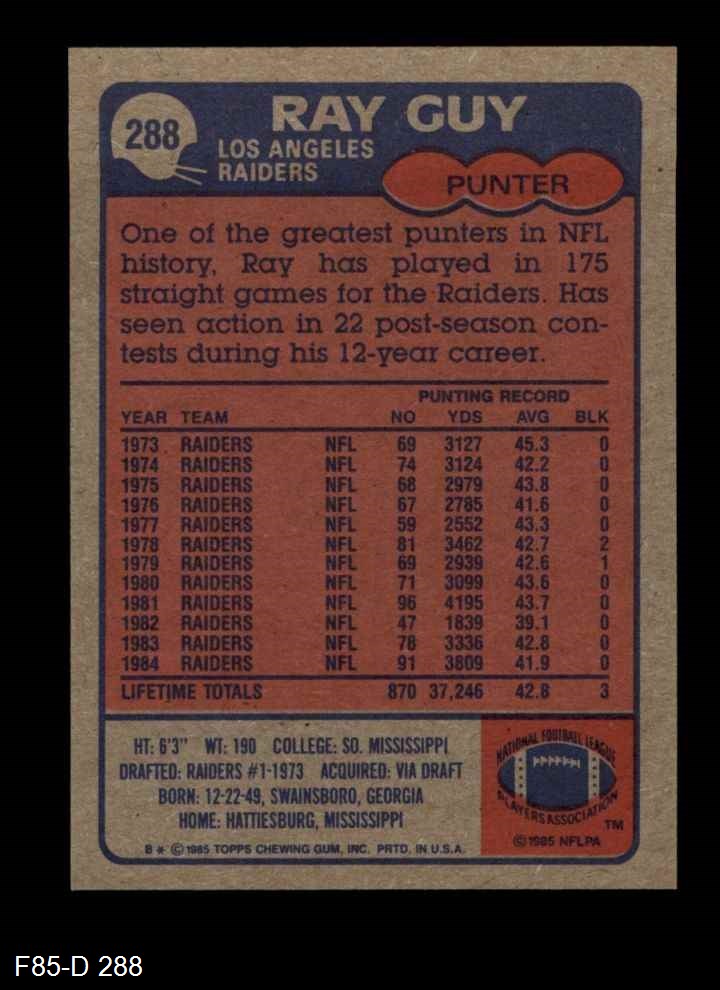 288
RAY GUY
LOS ANGELES
RAIDERS
PUNTER
One of the greatest punters in NFL
history, Ray has played in 175
straight games for the Raiders. Has
seen action in 22 post-season con-
tests during his 12-year career.
PUNTING RECORD
YEAR TEAM NO YDS AVG BLK
1973 RAIDERS NFL 69 3127 45.3 0
1974 RAIDERS NFL 74 3124 42.2 0
1975 RAIDERS NFL 68 2979 43.8 0
1976 RAIDERS NFL 67 2785 41.6 0
1977 RAIDERS NFL 59 2552 43.3 0
1978 RAIDERS NFL 81 3462 42.7 2
1979 RAIDERS NFL 69 2939 42.6 1
1980 RAIDERS NFL 71 3099 43.6 0
1981 RAIDERS NFL 96 4195 43.7 0
1982 RAIDERS NFL 47 1839 39.1 0
1983 RAIDERS NFL 78 3336 42.8 0
1984 RAIDERS NFL 91 3809 41.9 0
LIFETIME TOTALS 870 37,246 42.8 3
HT: 6'3" WT: 190 COLLEGE: SO. MISSISSIPPI
DRAFTED: RAIDERS #1-1973 ACQUIRED: VIA DRAFT
BORN: 12-22-49, SWAINSBORO, GEORGIA
HOME: HATTIESBURG, MISSISSIPPI
B * © 1985 TOPPS CHEWING GUM, INC. PRTD. IN U.S.A.
NATIONAL FOOTBALL LEAGUE
PLAYERS ASSOCIATION
TM
© 1985 NFLPA
F85-D 288